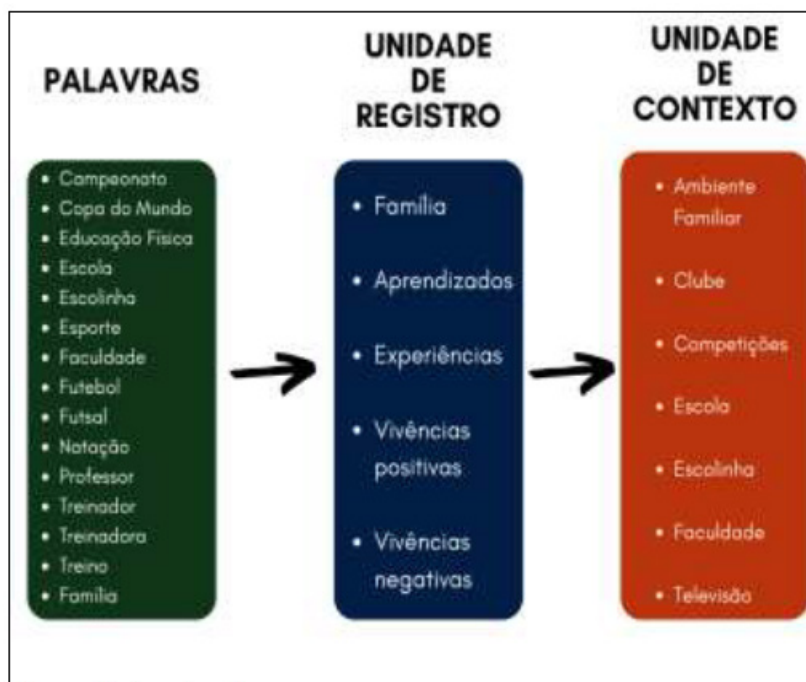 PALAVRAS
• Campeonato
• Copa do Mundo
• Educação Física
• Escola
• Escolinha
• Esporte
• Faculdade
• Futebol
• Futsal
• Natação
• Professor
• Treinador
• Treinadora
• Treino
• Família
UNIDADE
DE
REGISTRO
• Família
• Aprendizados
• Experiências
• Vivências
positivas
• Vivências
negativas
UNIDADE
DE
CONTEXTO
• Ambiente
Familiar
• Clube
• Competições
• Escola
• Escolinha
• Faculdade
• Televisão